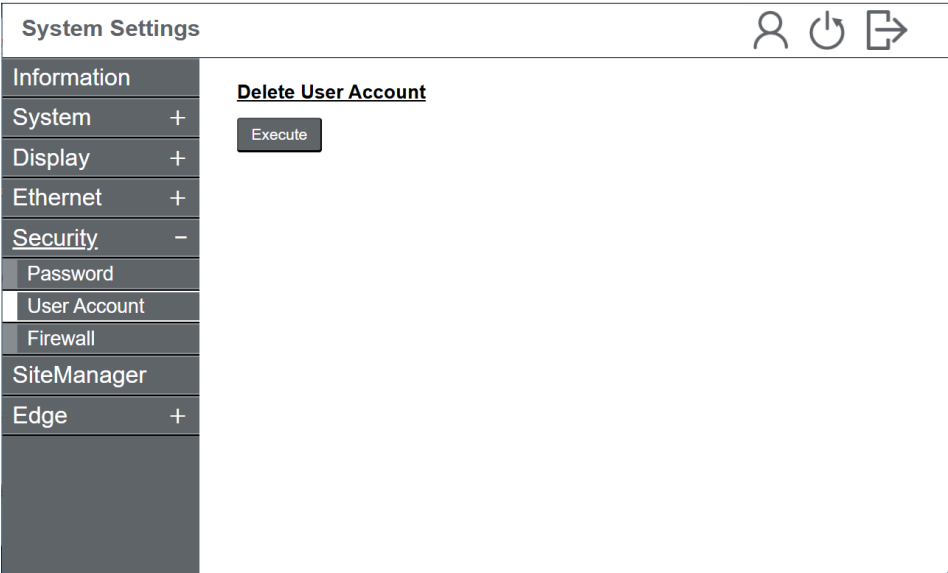 System Settings
Information
System +
Display +
Ethernet +
Security −
Password
User Account
Firewall
SiteManager
Edge +
Delete User Account
Execute